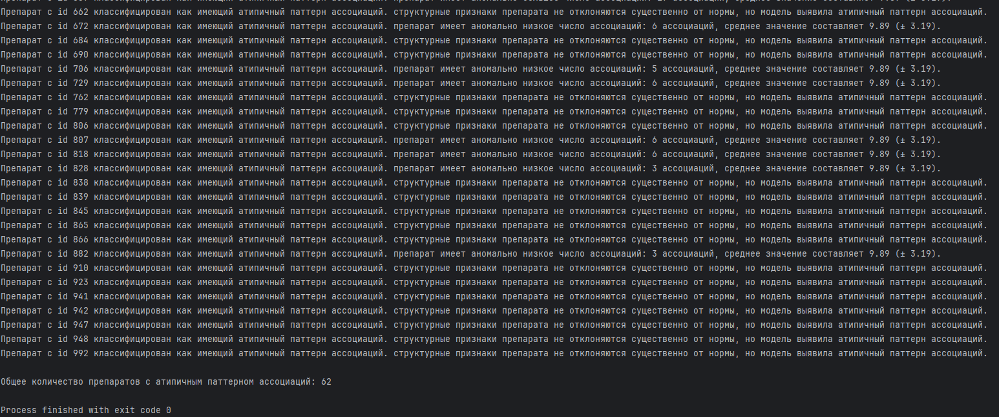 Препарат с id 662 классифицирован как имеющий атипичный паттерн ассоциаций. структурные признаки препарата не отклоняются существенно от нормы, но модель выявила атипичный паттерн ассоциаций.
Препарат с id 672 классифицирован как имеющий атипичный паттерн ассоциаций. препарат имеет аномально низкое число ассоциаций: 6 ассоциаций, среднее значение составляет 9.89 (± 3.19).
Препарат с id 684 классифицирован как имеющий атипичный паттерн ассоциаций. структурные признаки препарата не отклоняются существенно от нормы, но модель выявила атипичный паттерн ассоциаций.
Препарат с id 690 классифицирован как имеющий атипичный паттерн ассоциаций. структурные признаки препарата не отклоняются существенно от нормы, но модель выявила атипичный паттерн ассоциаций.
Препарат с id 706 классифицирован как имеющий атипичный паттерн ассоциаций. препарат имеет аномально низкое число ассоциаций: 5 ассоциаций, среднее значение составляет 9.89 (± 3.19).
Препарат с id 729 классифицирован как имеющий атипичный паттерн ассоциаций. препарат имеет аномально низкое число ассоциаций: 6 ассоциаций, среднее значение составляет 9.89 (± 3.19).
Препарат с id 762 классифицирован как имеющий атипичный паттерн ассоциаций. структурные признаки препарата не отклоняются существенно от нормы, но модель выявила атипичный паттерн ассоциаций.
Препарат с id 779 классифицирован как имеющий атипичный паттерн ассоциаций. структурные признаки препарата не отклоняются существенно от нормы, но модель выявила атипичный паттерн ассоциаций.
Препарат с id 806 классифицирован как имеющий атипичный паттерн ассоциаций. структурные признаки препарата не отклоняются существенно от нормы, но модель выявила атипичный паттерн ассоциаций.
Препарат с id 807 классифицирован как имеющий атипичный паттерн ассоциаций. препарат имеет аномально низкое число ассоциаций: 6 ассоциаций, среднее значение составляет 9.89 (± 3.19).
Препарат с id 818 классифицирован как имеющий атипичный паттерн ассоциаций. препарат имеет аномально низкое число ассоциаций: 6 ассоциаций, среднее значение составляет 9.89 (± 3.19).
Препарат с id 828 классифицирован как имеющий атипичный паттерн ассоциаций. препарат имеет аномально низкое число ассоциаций: 3 ассоциаций, среднее значение составляет 9.89 (± 3.19).
Препарат с id 838 классифицирован как имеющий атипичный паттерн ассоциаций. структурные признаки препарата не отклоняются существенно от нормы, но модель выявила атипичный паттерн ассоциаций.
Препарат с id 839 классифицирован как имеющий атипичный паттерн ассоциаций. структурные признаки препарата не отклоняются существенно от нормы, но модель выявила атипичный паттерн ассоциаций.
Препарат с id 845 классифицирован как имеющий атипичный паттерн ассоциаций. структурные признаки препарата не отклоняются существенно от нормы, но модель выявила атипичный паттерн ассоциаций.
Препарат с id 865 классифицирован как имеющий атипичный паттерн ассоциаций. структурные признаки препарата не отклоняются существенно от нормы, но модель выявила атипичный паттерн ассоциаций.
Препарат с id 866 классифицирован как имеющий атипичный паттерн ассоциаций. структурные признаки препарата не отклоняются существенно от нормы, но модель выявила атипичный паттерн ассоциаций.
Препарат с id 882 классифицирован как имеющий атипичный паттерн ассоциаций. препарат имеет аномально низкое число ассоциаций: 3 ассоциаций, среднее значение составляет 9.89 (± 3.19).
Препарат с id 910 классифицирован как имеющий атипичный паттерн ассоциаций. структурные признаки препарата не отклоняются существенно от нормы, но модель выявила атипичный паттерн ассоциаций.
Препарат с id 923 классифицирован как имеющий атипичный паттерн ассоциаций. структурные признаки препарата не отклоняются существенно от нормы, но модель выявила атипичный паттерн ассоциаций.
Препарат с id 941 классифицирован как имеющий атипичный паттерн ассоциаций. структурные признаки препарата не отклоняются существенно от нормы, но модель выявила атипичный паттерн ассоциаций.
Препарат с id 942 классифицирован как имеющий атипичный паттерн ассоциаций. структурные признаки препарата не отклоняются существенно от нормы, но модель выявила атипичный паттерн ассоциаций.
Препарат с id 947 классифицирован как имеющий атипичный паттерн ассоциаций. структурные признаки препарата не отклоняются существенно от нормы, но модель выявила атипичный паттерн ассоциаций.
Препарат с id 948 классифицирован как имеющий атипичный паттерн ассоциаций. структурные признаки препарата не отклоняются существенно от нормы, но модель выявила атипичный паттерн ассоциаций.
Препарат с id 992 классифицирован как имеющий атипичный паттерн ассоциаций. структурные признаки препарата не отклоняются существенно от нормы, но модель выявила атипичный паттерн ассоциаций.
Общее количество препаратов с атипичным паттерном ассоциаций: 62
Process finished with exit code 0